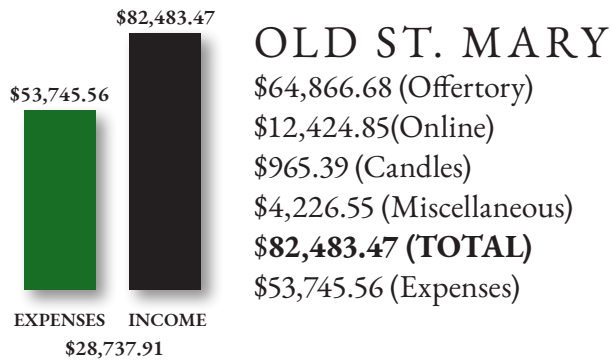 $82,483.47
$53,745.56
EXPENSES INCOME
$28,737.91
OLD ST. MARY
$64,866.68 (Offertory)
$12,424.85(Online)
$965.39 (Candles)
$4,226.55 (Miscellaneous)
$82,483.47 (TOTAL)
$53,745.56 (Expenses)